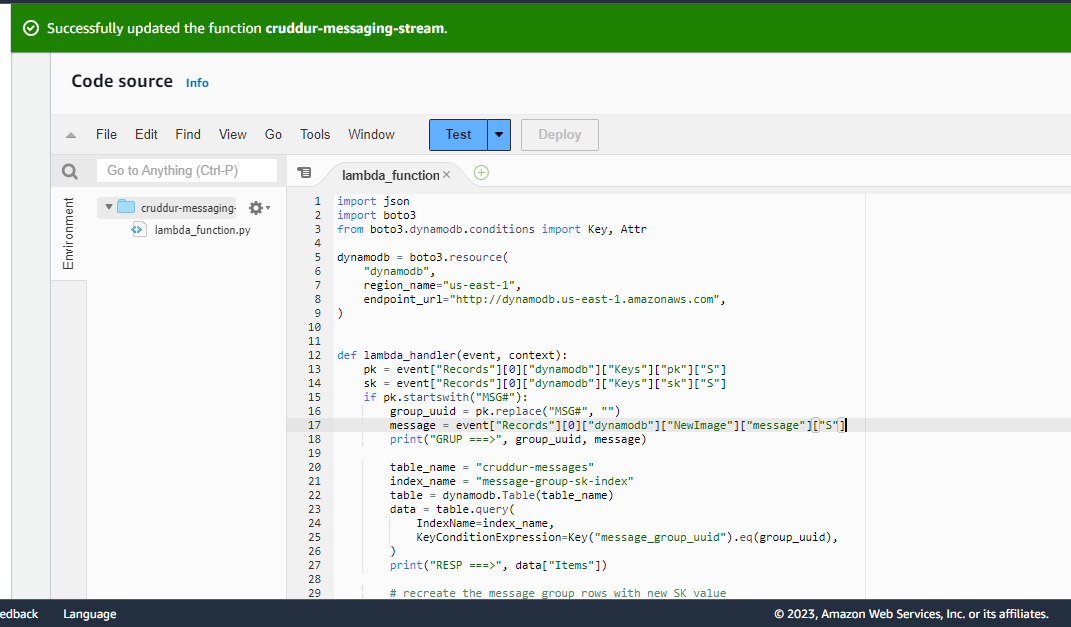 Successfully updated the function cruddur-messaging-stream.
Code source Info
File Edit Find View Go Tools Window Test Deploy
Go to Anything (Ctrl-P)
lambda_function
Environment
cruddur-messaging-
lambda_function.py
1 import json
2 import boto3
3 from boto3.dynamodb.conditions import Key, Attr
4
5 dynamodb = boto3.resource(
6 "dynamodb",
7 region_name="us-east-1",
8 endpoint_url="http://dynamodb.us-east-1.amazonaws.com",
9 )
10
11
12 def lambda_handler(event, context):
13 pk = event["Records"][0]["dynamodb"]["Keys"]["pk"]["S"]
14 sk = event["Records"][0]["dynamodb"]["Keys"]["sk"]["S"]
15 if pk.startswith("MSG#"):
16 group_uuid = pk.replace("MSG#", "")
17 message = event["Records"][0]["dynamodb"]["NewImage"]["message"]["S"]
18 print("GRUP ===>", group_uuid, message)
19
20 table_name = "cruddur-messages"
21 index_name = "message-group-sk-index"
22 table = dynamodb.Table(table_name)
23 data = table.query(
24 IndexName=index_name,
25 KeyConditionExpression=Key("message_group_uuid").eq(group_uuid),
26 )
27 print("RESP ===>", data["Items"])
28
29 # recreate the message group rows with new SK value
edback Language © 2023, Amazon Web Services, Inc. or its affiliates.